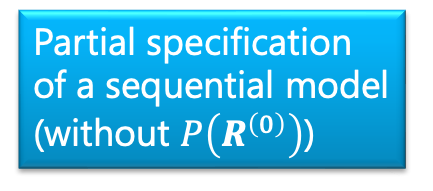 Partial specification
of a sequential model
(without P(R⁽⁰⁾))